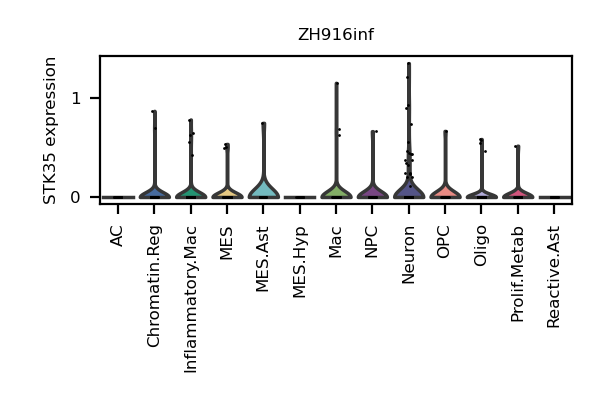 ZH916inf
STK35 expression
1
0
AC
Chromatin.Reg
Inflammatory.Mac
MES
MES.Ast
MES.Hyp
Mac
NPC
Neuron
OPC
Oligo
Prolif.Metab
Reactive.Ast